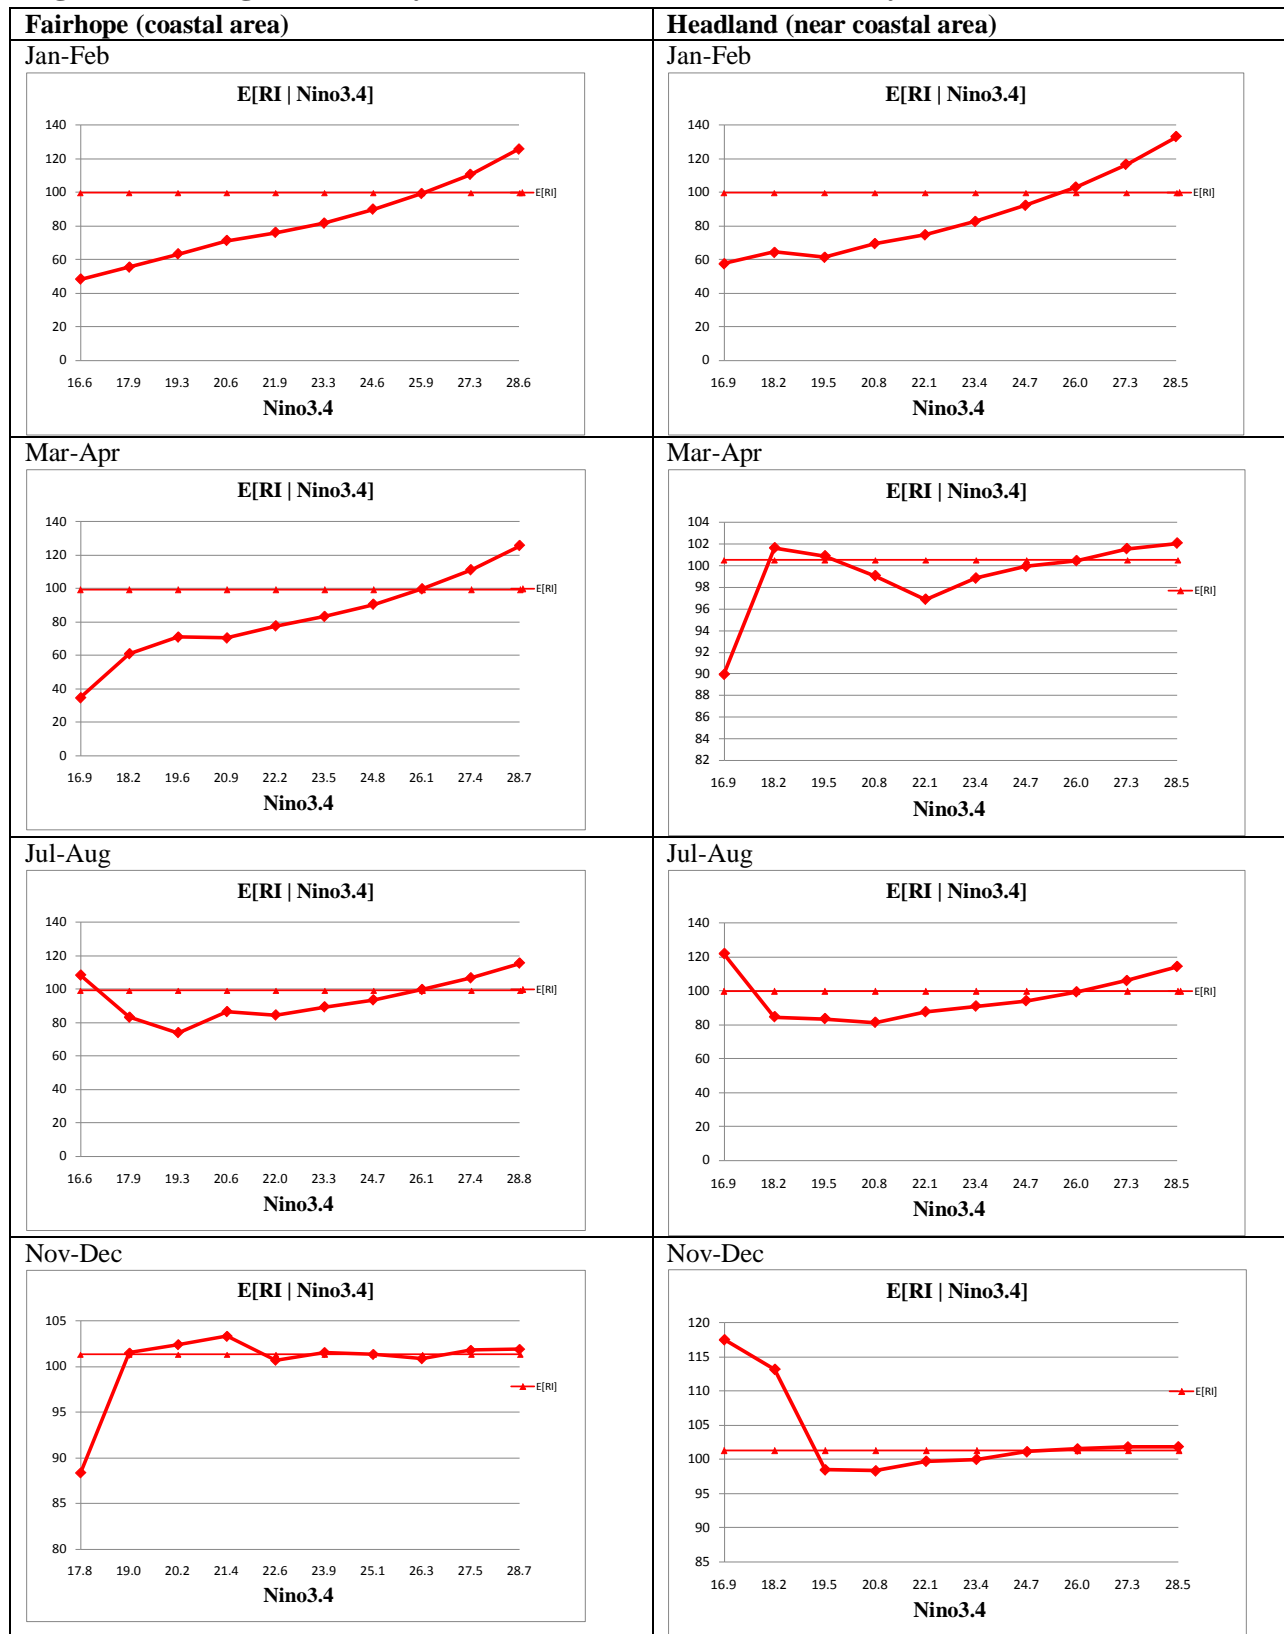 Fairhope (coastal area)
Headland (near coastal area)
Jan-Feb
E[RI | Nino3.4]
140
120
100
80
60
40
20
0
E[RI]
16.6 17.9 19.3 20.6 21.9 23.3 24.6 25.9 27.3 28.6
Nino3.4
Jan-Feb
E[RI | Nino3.4]
140
120
100
80
60
40
20
0
E[RI]
16.9 18.2 19.5 20.8 22.1 23.4 24.7 26.0 27.3 28.5
Nino3.4
Mar-Apr
E[RI | Nino3.4]
140
120
100
80
60
40
20
0
E[RI]
16.9 18.2 19.6 20.9 22.2 23.5 24.8 26.1 27.4 28.7
Nino3.4
Mar-Apr
E[RI | Nino3.4]
104
102
100
98
96
94
92
90
88
86
84
82
E[RI]
16.9 18.2 19.5 20.8 22.1 23.4 24.7 26.0 27.3 28.5
Nino3.4
Jul-Aug
E[RI | Nino3.4]
140
120
100
80
60
40
20
0
E[RI]
16.6 17.9 19.3 20.6 22.0 23.3 24.7 26.1 27.4 28.8
Nino3.4
Jul-Aug
E[RI | Nino3.4]
140
120
100
80
60
40
20
0
E[RI]
16.9 18.2 19.5 20.8 22.1 23.4 24.7 26.0 27.3 28.5
Nino3.4
Nov-Dec
E[RI | Nino3.4]
105
100
95
90
85
80
E[RI]
17.8 19.0 20.2 21.4 22.6 23.9 25.1 26.3 27.5 28.7
Nino3.4
Nov-Dec
E[RI | Nino3.4]
120
115
110
105
100
95
90
85
E[RI]
16.9 18.2 19.5 20.8 22.1 23.4 24.7 26.0 27.3 28.5
Nino3.4